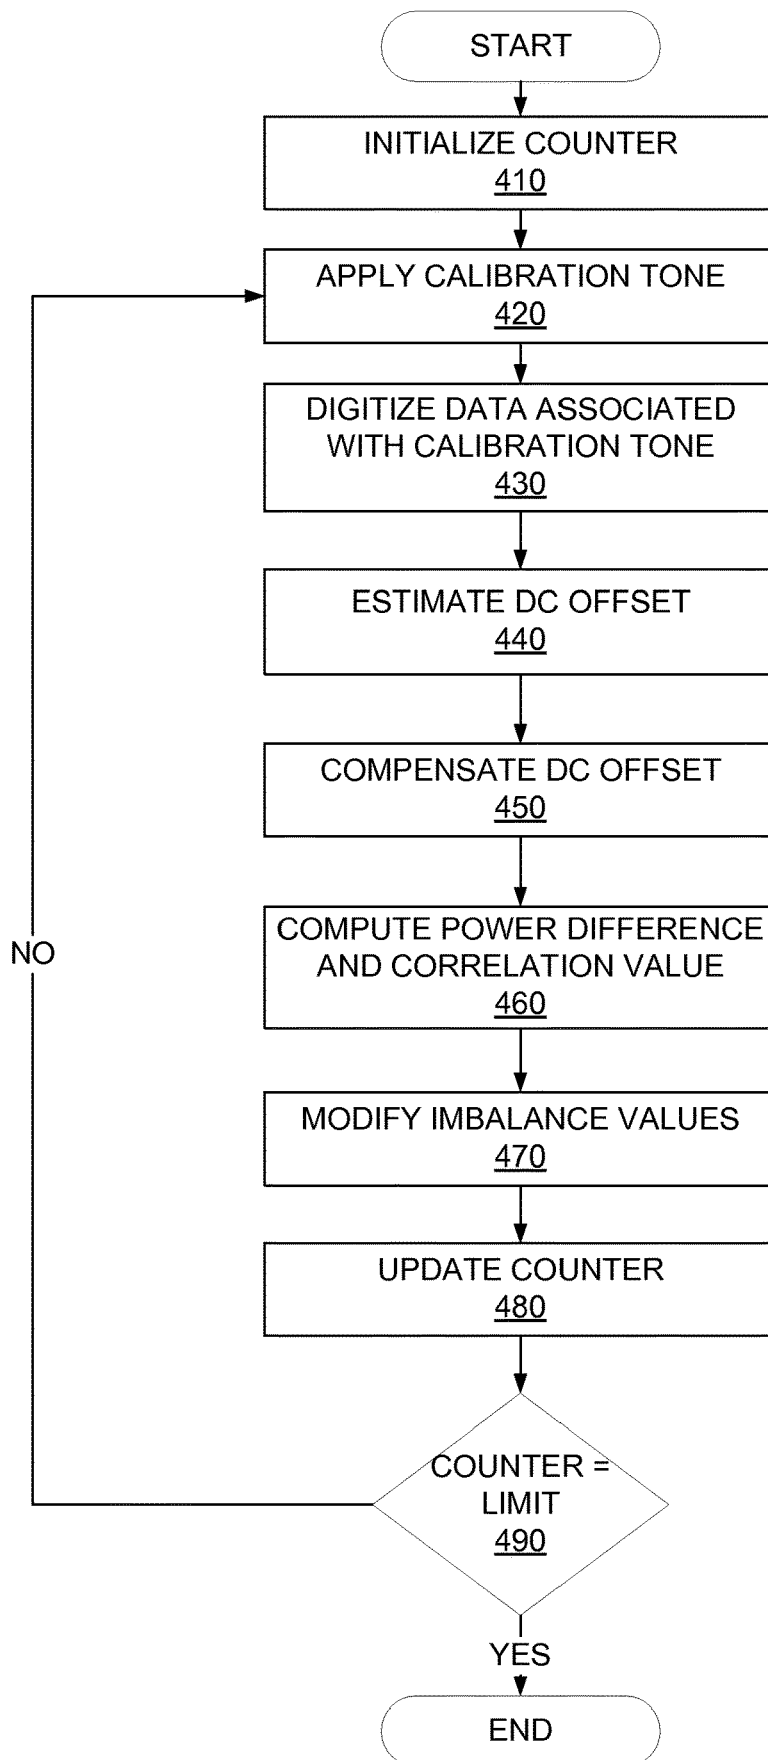 START
INITIALIZE COUNTER
410
APPLY CALIBRATION TONE
420
DIGITIZE DATA ASSOCIATED
WITH CALIBRATION TONE
430
ESTIMATE DC OFFSET
440
COMPENSATE DC OFFSET
450
COMPUTE POWER DIFFERENCE
AND CORRELATION VALUE
460
NO
MODIFY IMBALANCE VALUES
470
UPDATE COUNTER
480
COUNTER =
LIMIT
490
YES
END